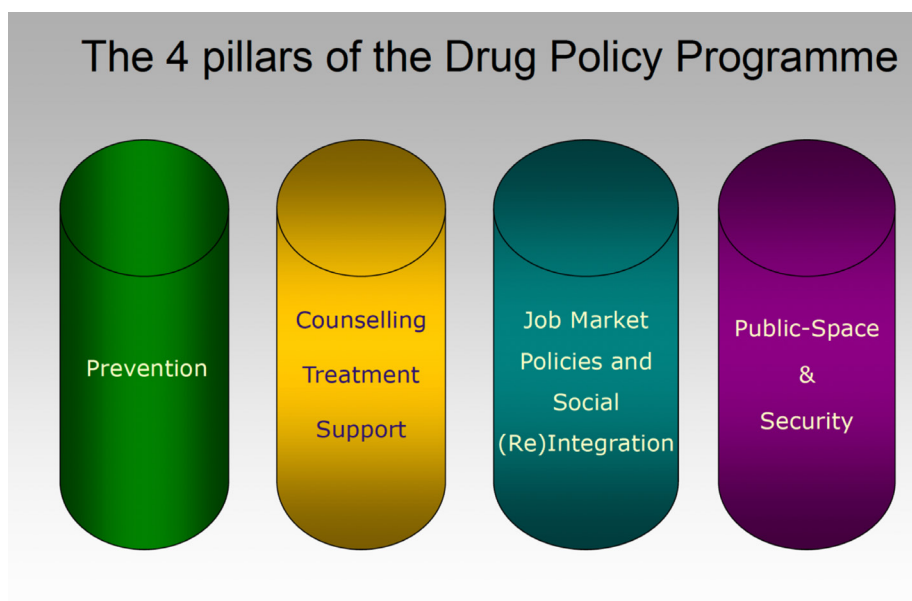 The 4 pillars of the Drug Policy Programme
Prevention
Counselling
Treatment
Support
Job Market
Policies and
Social
(Re)Integration
Public-Space
&
Security